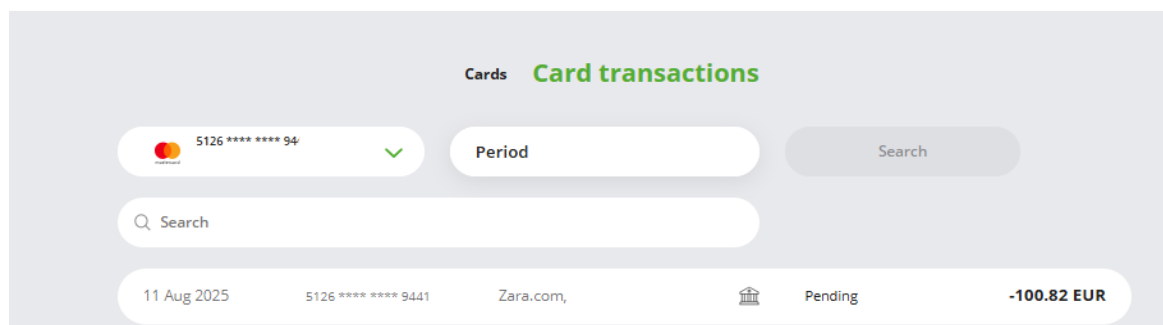 Cards Card transactions
5126 **** **** 94
Period
Search
Search
11 Aug 2025 5126 **** **** 9441 Zara.com, Pending -100.82 EUR